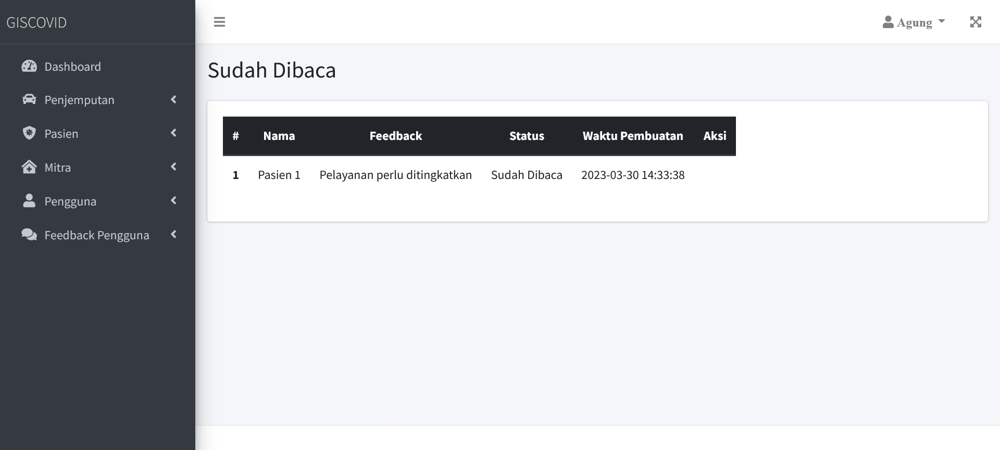 GISCOVID
Agung
Dashboard
Penjemputan
Pasien
Mitra
Pengguna
Feedback Pengguna
Sudah Dibaca
# Nama Feedback Status Waktu Pembuatan Aksi
1 Pasien 1 Pelayanan perlu ditingkatkan Sudah Dibaca 2023-03-30 14:33:38